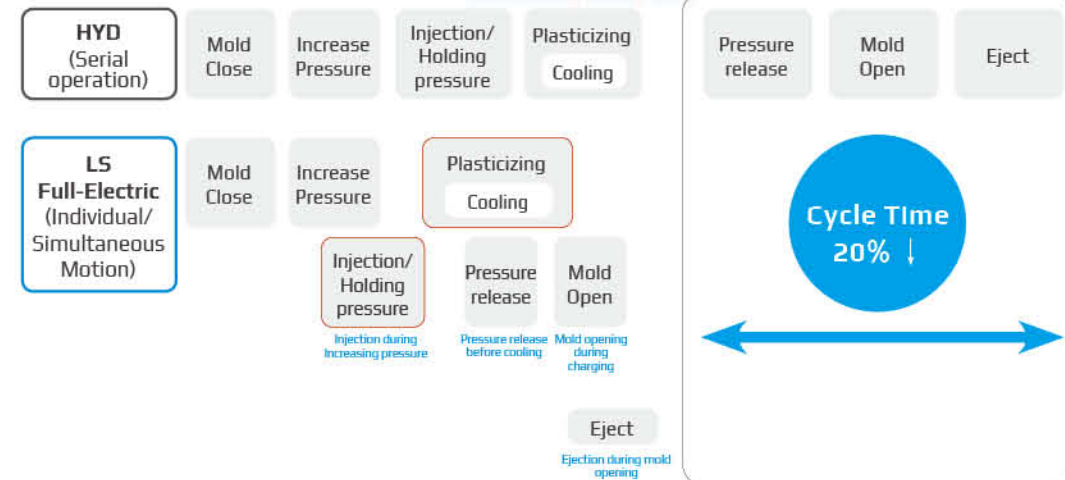 HYD
(Serial
operation)
Mold
Close
Increase
Pressure
Injection/
Holding
pressure
Plasticizing
Cooling
Pressure
release
Mold
Open
Eject
LS
Full-Electric
(Individual/
Simultaneous
Motion)
Mold
Close
Increase
Pressure
Plasticizing
Cooling
Injection/
Holding
pressure
Injection during
Increasing pressure
Pressure
release
Pressure release
before cooling
Mold
Open
Mold opening
during
charging
Eject
Ejection during mold
opening
Cycle TIme
20% ↓